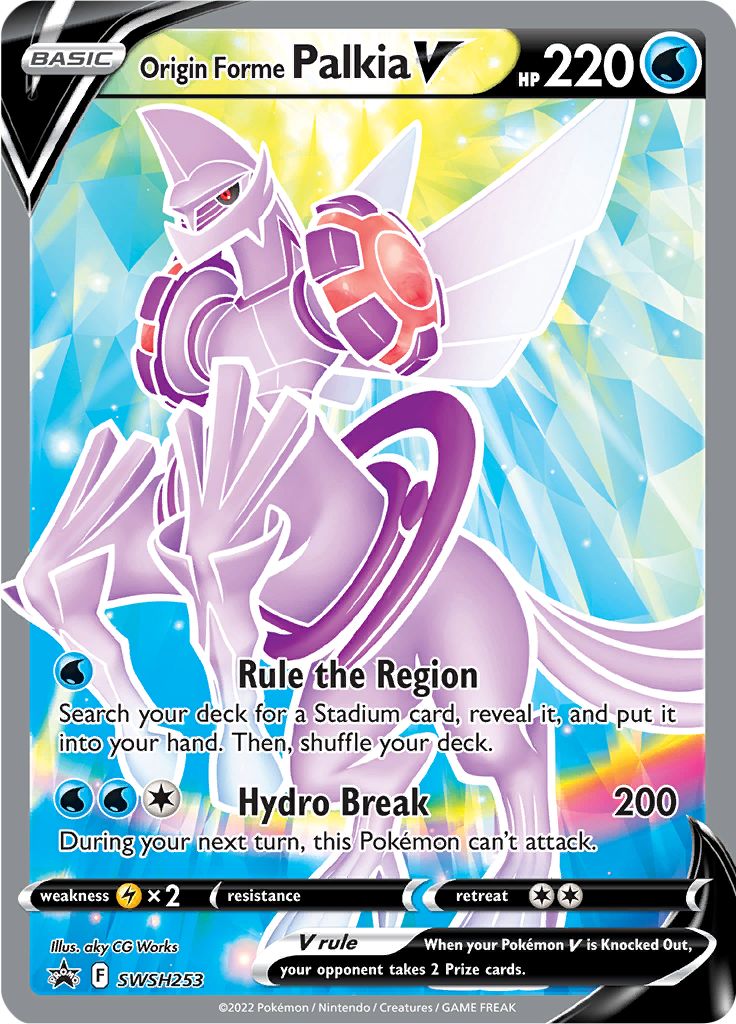 BASIC
Origin Forme Palkia V
HP 220
Rule the Region
Search your deck for a Stadium card, reveal it, and put it
into your hand. Then, shuffle your deck.
Hydro Break 200
During your next turn, this Pokémon can't attack.
weakness ×2 resistance retreat
Illus. aky CG Works
V rule When your Pokémon V is Knocked Out,
your opponent takes 2 Prize cards.
PROMO F SWSH253
©2022 Pokémon / Nintendo / Creatures / GAME FREAK